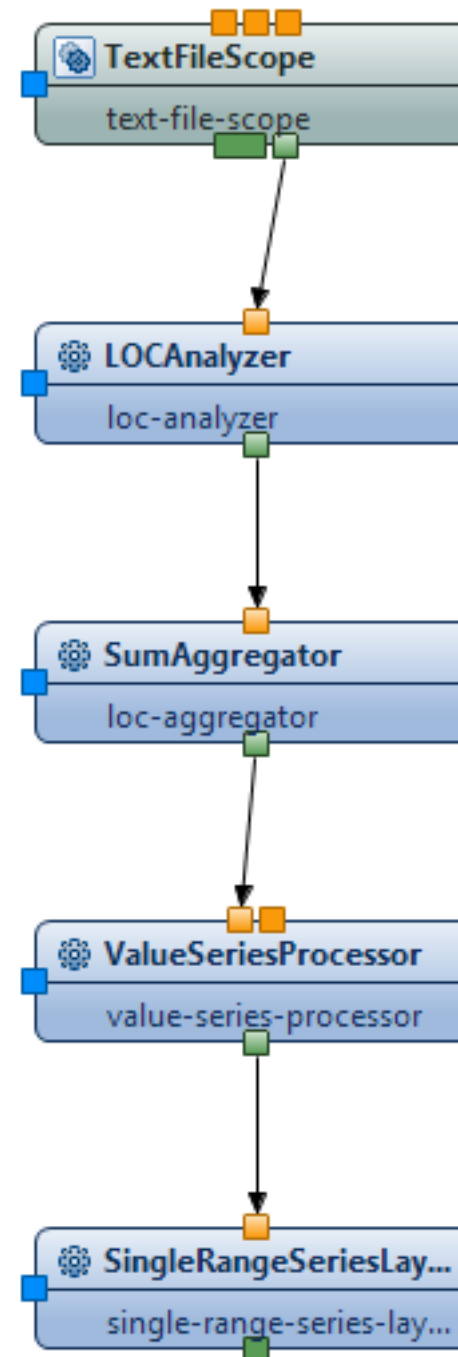 TextFileScope
text-file-scope
LOCAnalyzer
loc-analyzer
SumAggregator
loc-aggregator
ValueSeriesProcessor
value-series-processor
SingleRangeSeriesLay...
single-range-series-lay...